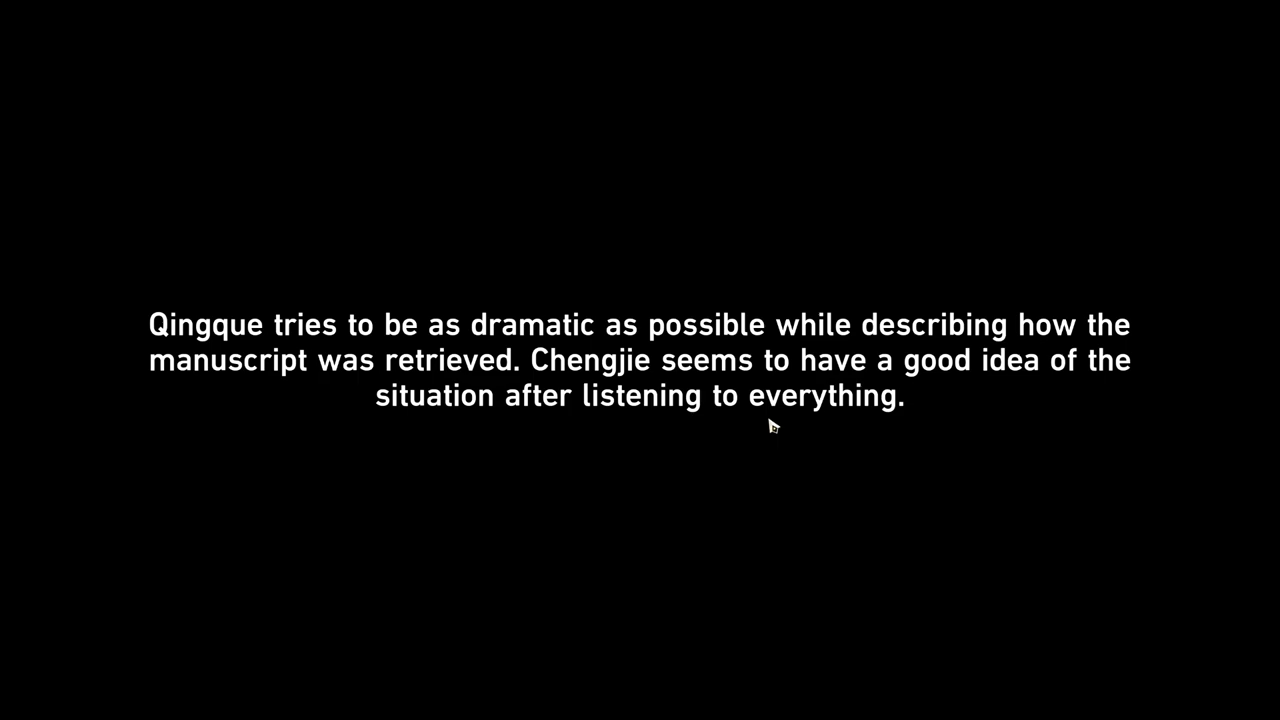 Qingque tries to be as dramatic as possible while describing how the
manuscript was retrieved. Chengjie seems to have a good idea of the
situation after listening to everything.